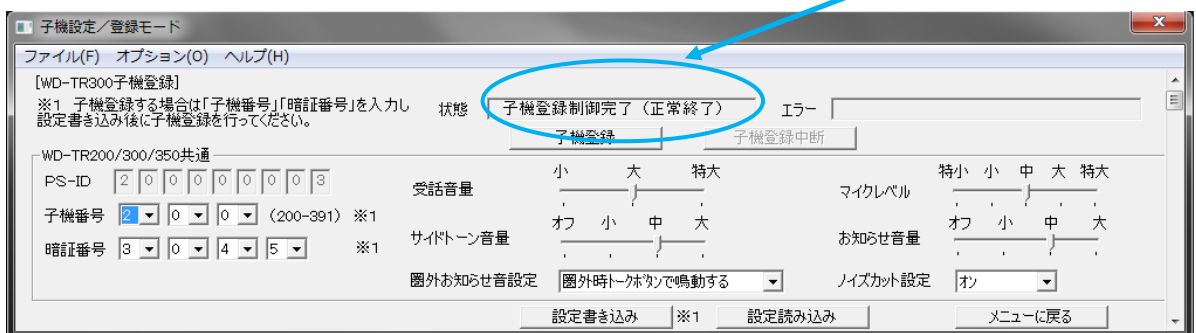 子機設定／登録モード
ファイル(F) オプション(O) ヘルプ(H)
[WD-TR300子機登録]
※1 子機登録する場合は「子機番号」「暗証番号」を入力し
設定書き込み後に子機登録を行ってください。
状態 子機登録制御完了（正常終了） エラー
子機登録 子機登録中断
WD-TR200/300/350共通
PS-ID 2 0 0 0 0 0 0 0 3
子機番号 2 0 0 (200-391) ※1
暗証番号 3 0 4 5 ※1
受話音量 小 大 特大
マイクレベル 特小 小 中 大 特大
サイドトーン音量 オフ 小 中 大
お知らせ音量 オフ 小 中 大
圏外お知らせ音設定 圏外時トークボタンで鳴動する
ノイズカット設定 オン
設定書き込み ※1 設定読み込み メニューに戻る